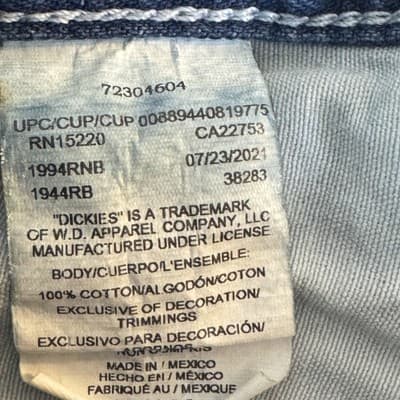 72304604
UPC/CUP/CUP 00889440819775
RN15220 CA22753
1994RNB 07/23/2021
1944RB 38283
"DICKIES" IS A TRADEMARK
OF W.D. APPAREL COMPANY, LLC
MANUFACTURED UNDER LICENSE
BODY/CUERPO/L'ENSEMBLE:
100% COTTON/ALGODÓN/COTON
EXCLUSIVE OF DECORATION/
TRIMMINGS
EXCLUSIVO PARA DECORACIÓN/
MADE IN / MEXICO
HECHO EN / MÉXICO
FABRIQUÉ AU / MEXIQUE